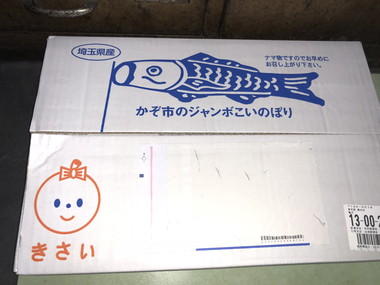 埼玉県産
ナマ物ですのでお早めに
お召し上がり下さい。
かぞ市のジャンボこいのぼり
きさい
13-00-